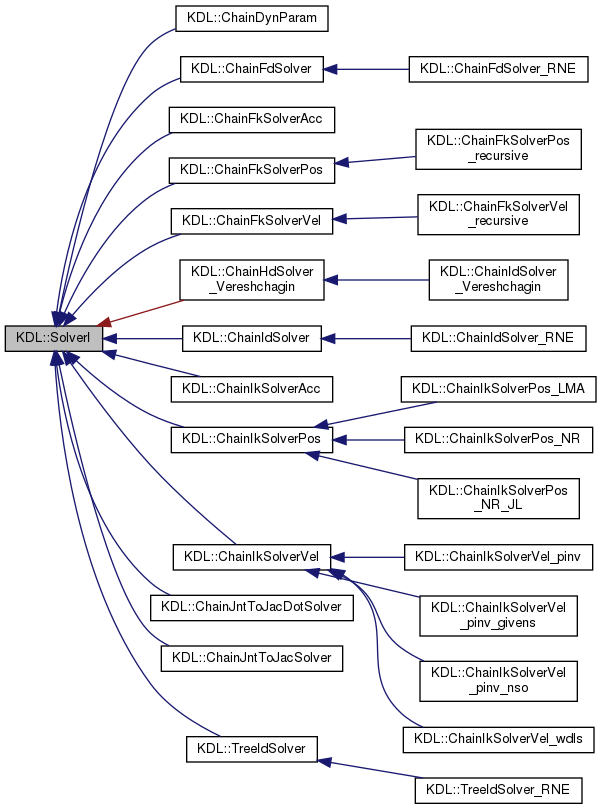 KDL::ChainDynParam
KDL::ChainFdSolver
KDL::ChainFdSolver_RNE
KDL::ChainFkSolverAcc
KDL::ChainFkSolverPos
KDL::ChainFkSolverPos
_recursive
KDL::ChainFkSolverVel
KDL::ChainFkSolverVel
_recursive
KDL::ChainHdSolver
_Vereshchagin
KDL::ChainIdSolver
_Vereshchagin
KDL::SolverI
KDL::ChainIdSolver
KDL::ChainIdSolver_RNE
KDL::ChainIkSolverAcc
KDL::ChainIkSolverPos
KDL::ChainIkSolverPos_LMA
KDL::ChainIkSolverPos_NR
KDL::ChainIkSolverPos
_NR_JL
KDL::ChainIkSolverVel
KDL::ChainIkSolverVel_pinv
KDL::ChainIkSolverVel
_pinv_givens
KDL::ChainIkSolverVel
_pinv_nso
KDL::ChainIkSolverVel_wdls
KDL::ChainJntToJacDotSolver
KDL::ChainJntToJacSolver
KDL::TreeIdSolver
KDL::TreeIdSolver_RNE